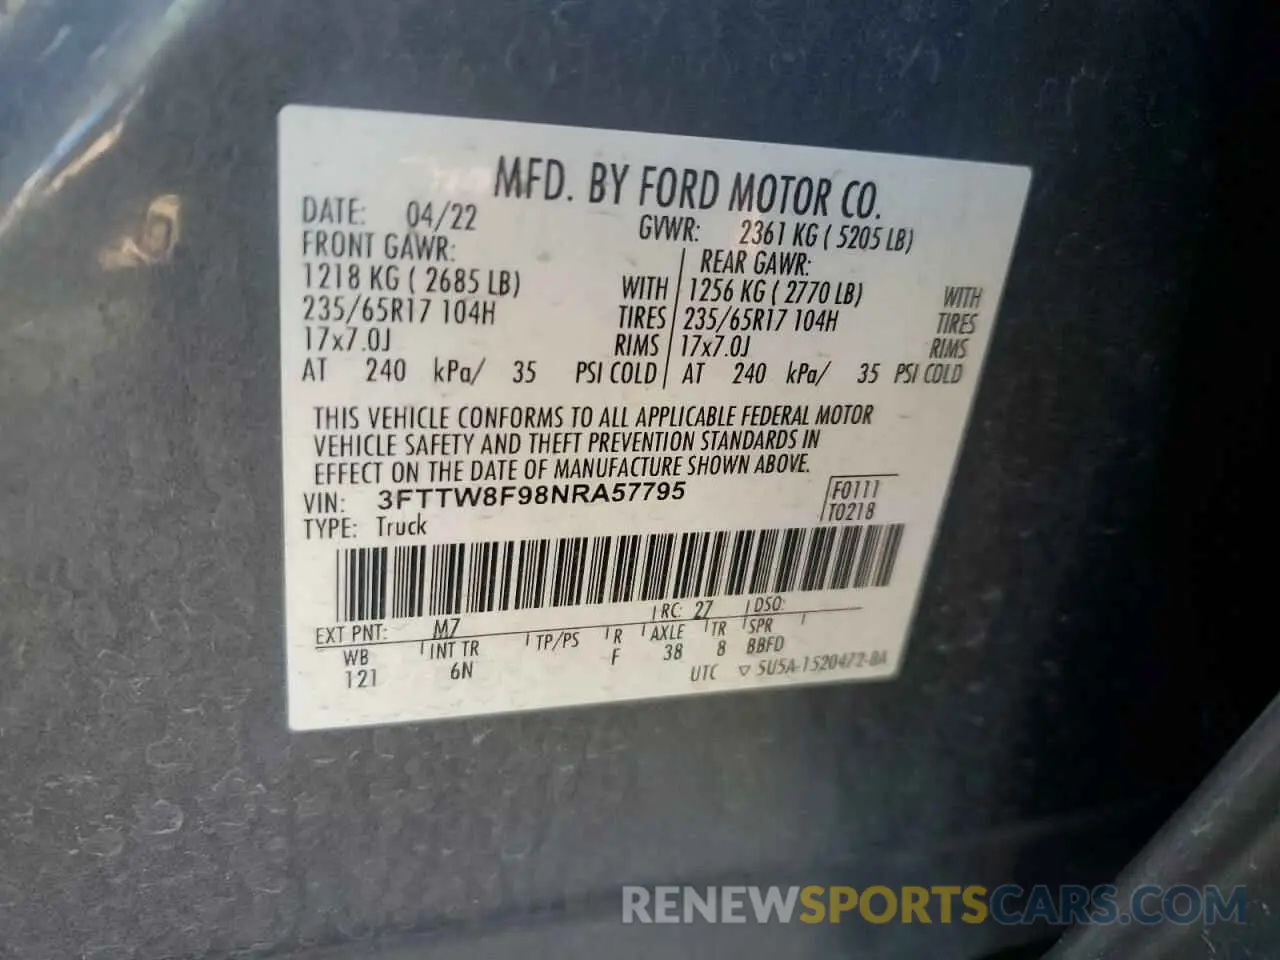 MFD. BY FORD MOTOR CO.
DATE: 04/22 GVWR: 2361 KG ( 5205 LB)
FRONT GAWR: REAR GAWR:
1218 KG ( 2685 LB) WITH 1256 KG ( 2770 LB) WITH
235/65R17 104H TIRES 235/65R17 104H TIRES
17x7.0J RIMS 17x7.0J RIMS
AT 240 kPa/ 35 PSI COLD AT 240 kPa/ 35 PSI COLD
THIS VEHICLE CONFORMS TO ALL APPLICABLE FEDERAL MOTOR
VEHICLE SAFETY AND THEFT PREVENTION STANDARDS IN
EFFECT ON THE DATE OF MANUFACTURE SHOWN ABOVE.
VIN: 3FTTW8F98NRA57795 F0111
TYPE: Truck T0218
EXT PNT: M7 RC: 27 DSO:
WB INT TR TP/PS R AXLE TR SPR
121 6N F 38 8 BBFD
UTC ▽ 5U5A-1520472-BA
RENEWSPORTSCARS.COM